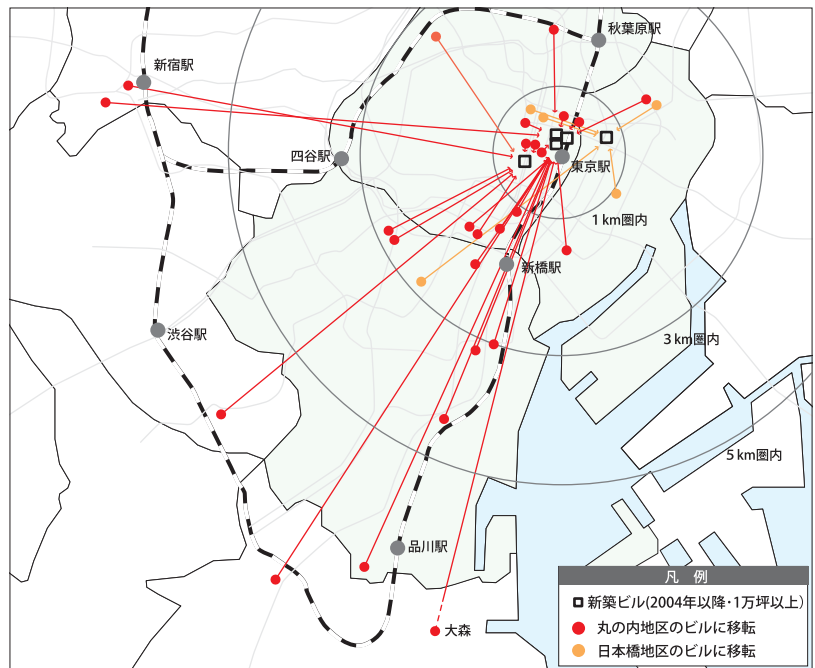 秋葉原駅
新宿駅
四谷駅
東京駅
1km圏内
新橋駅
渋谷駅
3km圏内
5km圏内
品川駅
大森
凡 例
新築ビル(2004年以降・1万坪以上)
丸の内地区のビルに移転
日本橋地区のビルに移転